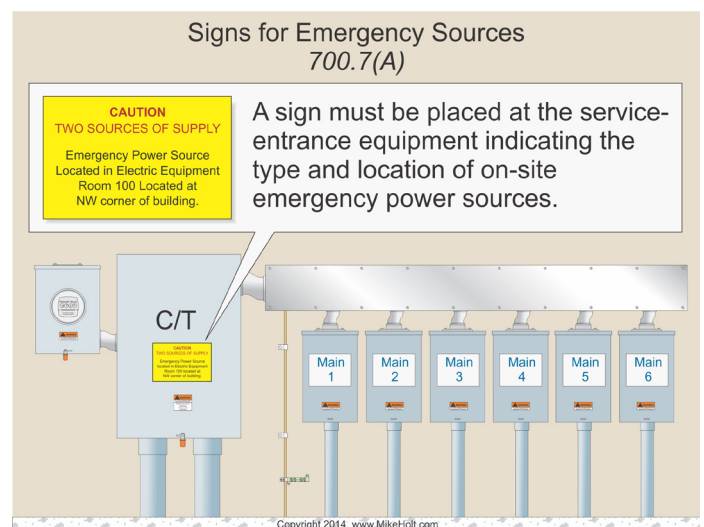 Signs for Emergency Sources
700.7(A)
CAUTION
TWO SOURCES OF SUPPLY
Emergency Power Source
Located in Electric Equipment
Room 100 Located at
NW corner of building.
A sign must be placed at the service-
entrance equipment indicating the
type and location of on-site
emergency power sources.
C/T
CAUTION
TWO SOURCES OF SUPPLY
Emergency Power Source
located in Electric Equipment
Room 100 located at
NW corner of building.
Main
1
Main
2
Main
3
Main
4
Main
5
Main
6
Copyright 2014, www.MikeHolt.com